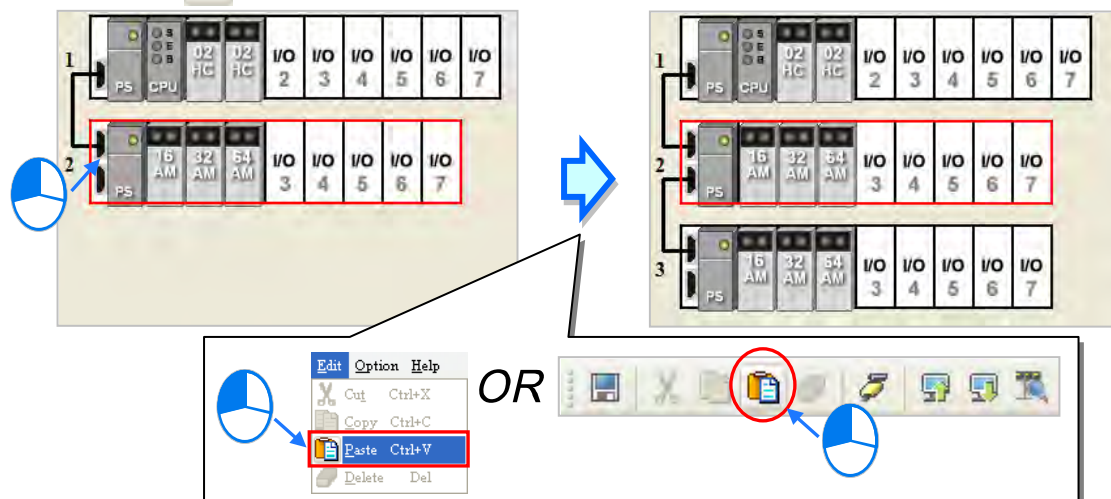 1 PS CPU S E B 02 HC 02 HC I/O 2 I/O 3 I/O 4 I/O 5 I/O 6 I/O 7
2 PS 16 AM 32 AM 64 AM I/O 3 I/O 4 I/O 5 I/O 6 I/O 7
1 PS CPU S E B 02 HC 02 HC I/O 2 I/O 3 I/O 4 I/O 5 I/O 6 I/O 7
2 PS 16 AM 32 AM 64 AM I/O 3 I/O 4 I/O 5 I/O 6 I/O 7
3 PS 16 AM 32 AM 64 AM I/O 3 I/O 4 I/O 5 I/O 6 I/O 7
Edit Option Help
Cut Ctrl+X
Copy Ctrl+C
Paste Ctrl+V
Delete Del
OR